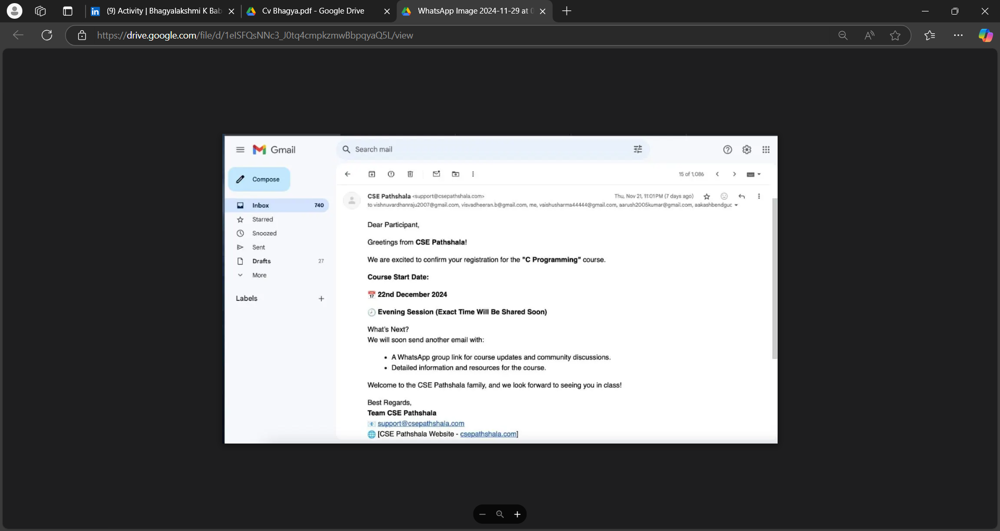 (9) Activity | Bhagyalakshmi K Bab
Cv Bhagya.pdf - Google Drive
WhatsApp Image 2024-11-29 at 0
https://drive.google.com/file/d/1elSFQsNNc3_J0tq4cmpkzmwBbpqyaQ5L/view
Gmail
Search mail
Compose
15 of 1,086
Inbox 740
Starred
Snoozed
Sent
Drafts 27
More
Labels
CSE Pathshala <support@csepathshala.com>
Thu, Nov 21, 11:01 PM (7 days ago)
to vishnuvardhanraju2007@gmail.com, visvadheeran.b@gmail.com, me, vaishusharma44444@gmail.com, aarush2005kumar@gmail.com, aakashbendguc
Dear Participant,
Greetings from CSE Pathshala!
We are excited to confirm your registration for the "C Programming" course.
Course Start Date:
📅 22nd December 2024
🕗 Evening Session (Exact Time Will Be Shared Soon)
What's Next?
We will soon send another email with:
• A WhatsApp group link for course updates and community discussions.
• Detailed information and resources for the course.
Welcome to the CSE Pathshala family, and we look forward to seeing you in class!
Best Regards,
Team CSE Pathshala
📧 support@csepathshala.com
🌐 [CSE Pathshala Website - csepathshala.com]